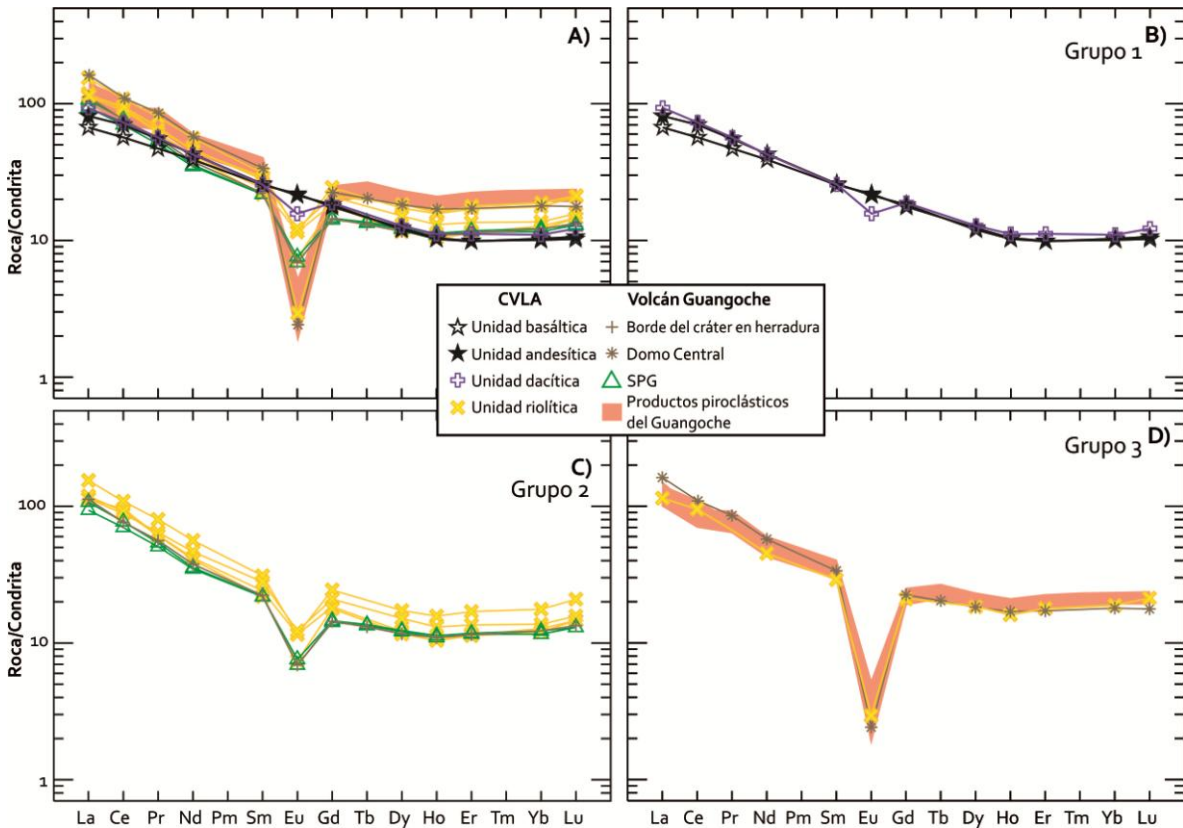 A)
B)
Grupo 1
100
10
1
Roca/Condrita
CVLA
Volcán Guangoche
Unidad basáltica
Borde del cráter en herradura
Unidad andesítica
Domo Central
Unidad dacítica
SPG
Unidad riolítica
Productos piroclásticos
del Guangoche
C)
Grupo 2
D)
Grupo 3
100
10
1
Roca/Condrita
La Ce Pr Nd Pm Sm Eu Gd Tb Dy Ho Er Tm Yb Lu
La Ce Pr Nd Pm Sm Eu Gd Tb Dy Ho Er Tm Yb Lu